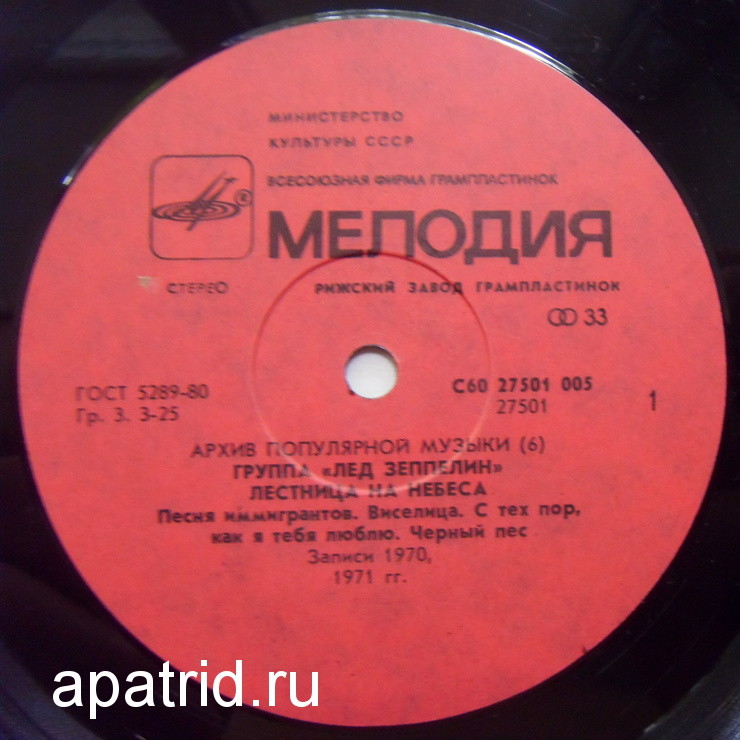 МИНИСТЕРСТВО
КУЛЬТУРЫ СССР
ВСЕСОЮЗНАЯ ФИРМА ГРАМПЛАСТИНОК
МЕЛОДИЯ
СТЕРЕО
РИЖСКИЙ ЗАВОД ГРАМПЛАСТИНОК
33
ГОСТ 5289-80
Гр. 3. 3-25
С60 27501 005
27501
1
АРХИВ ПОПУЛЯРНОЙ МУЗЫКИ (6)
ГРУППА «ЛЕД ЗЕППЕЛИН»
ЛЕСТНИЦА НА НЕБЕСА
Песня иммигрантов. Виселица. С тех пор,
как я тебя люблю. Черный пес
Записи 1970,
1971 гг.
apatrid.ru